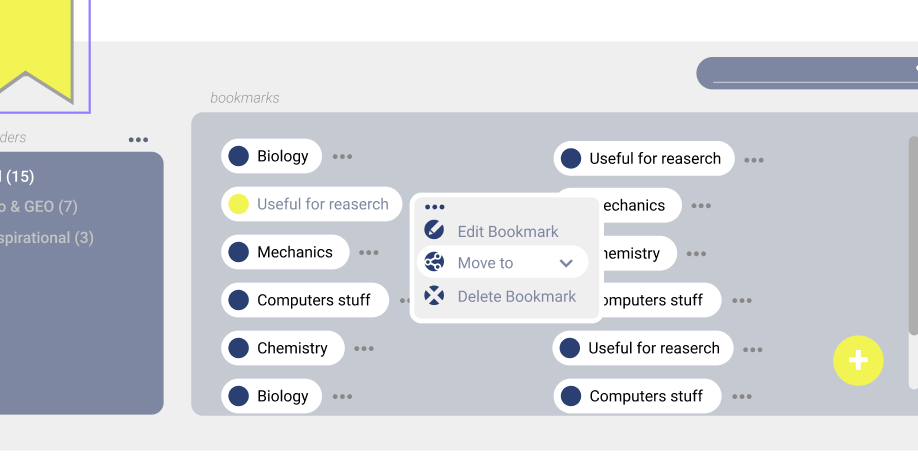 bookmarks
ders
(15)
o & GEO (7)
spirational (3)
Biology
Useful for reaserch
Mechanics
Computers stuff
Chemistry
Biology
Edit Bookmark
Move to
Delete Bookmark
Useful for reaserch
echanics
hemistry
omputers stuff
Useful for reaserch
Computers stuff